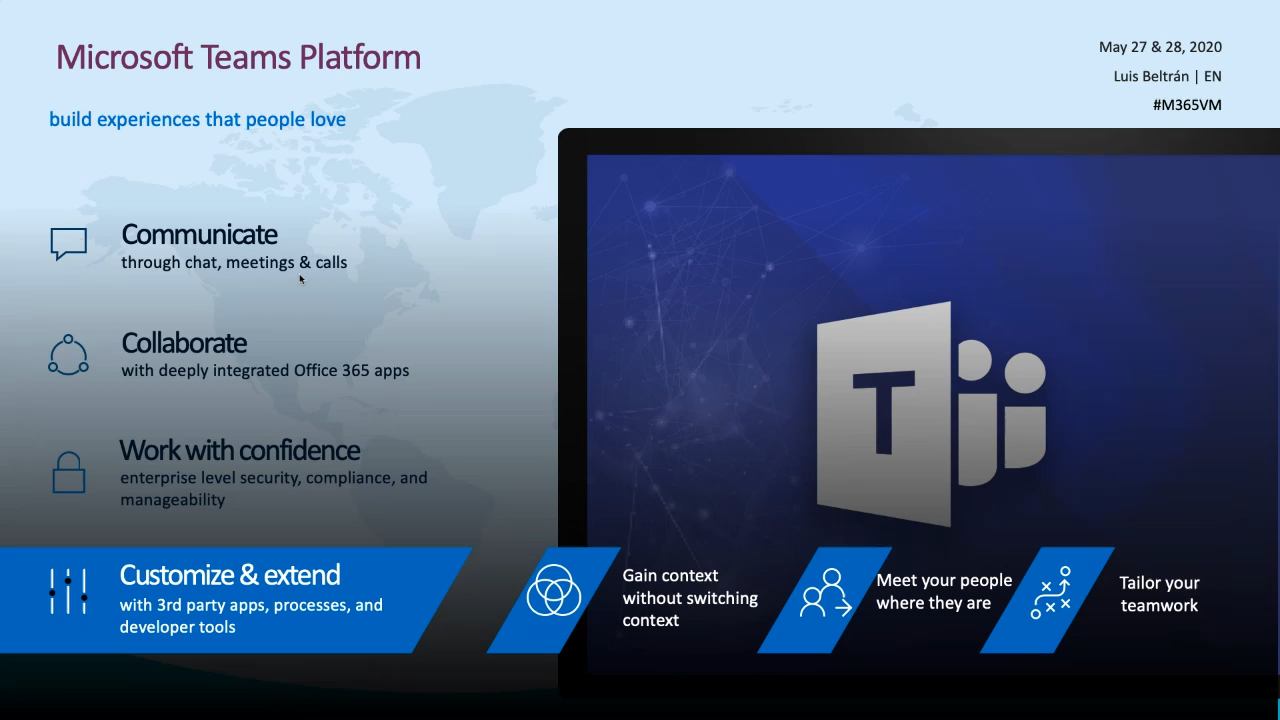 Microsoft Teams Platform
build experiences that people love
May 27 & 28, 2020
Luis Beltrán | EN
#M365VM
Communicate
through chat, meetings & calls
Collaborate
with deeply integrated Office 365 apps
Work with confidence
enterprise level security, compliance, and
manageability
T
Customize & extend
with 3rd party apps, processes, and
developer tools
Gain context
without switching
context
Meet your people
where they are
Tailor your
teamwork